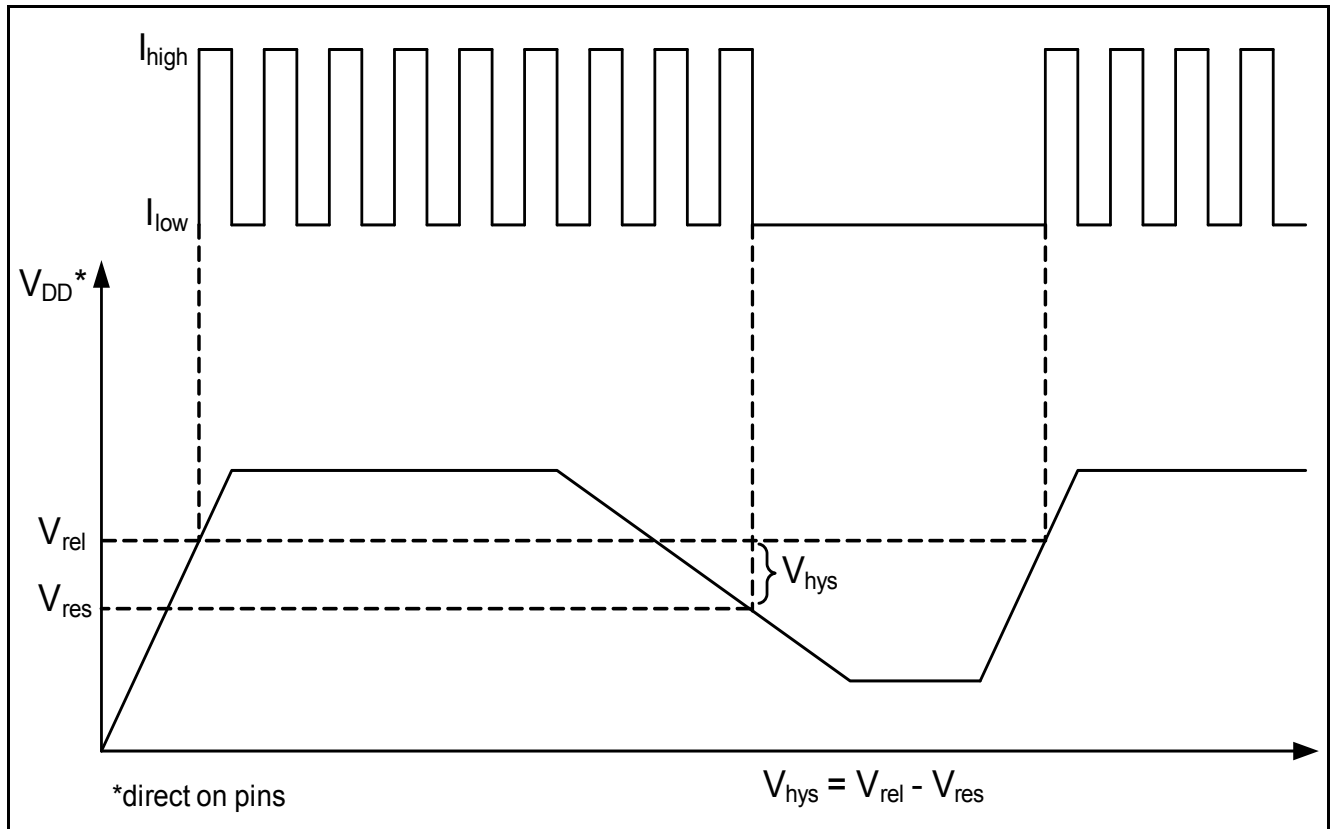 I_high
I_low
V_DD*
V_rel
V_hys
V_res
*direct on pins
V_hys = V_rel - V_res